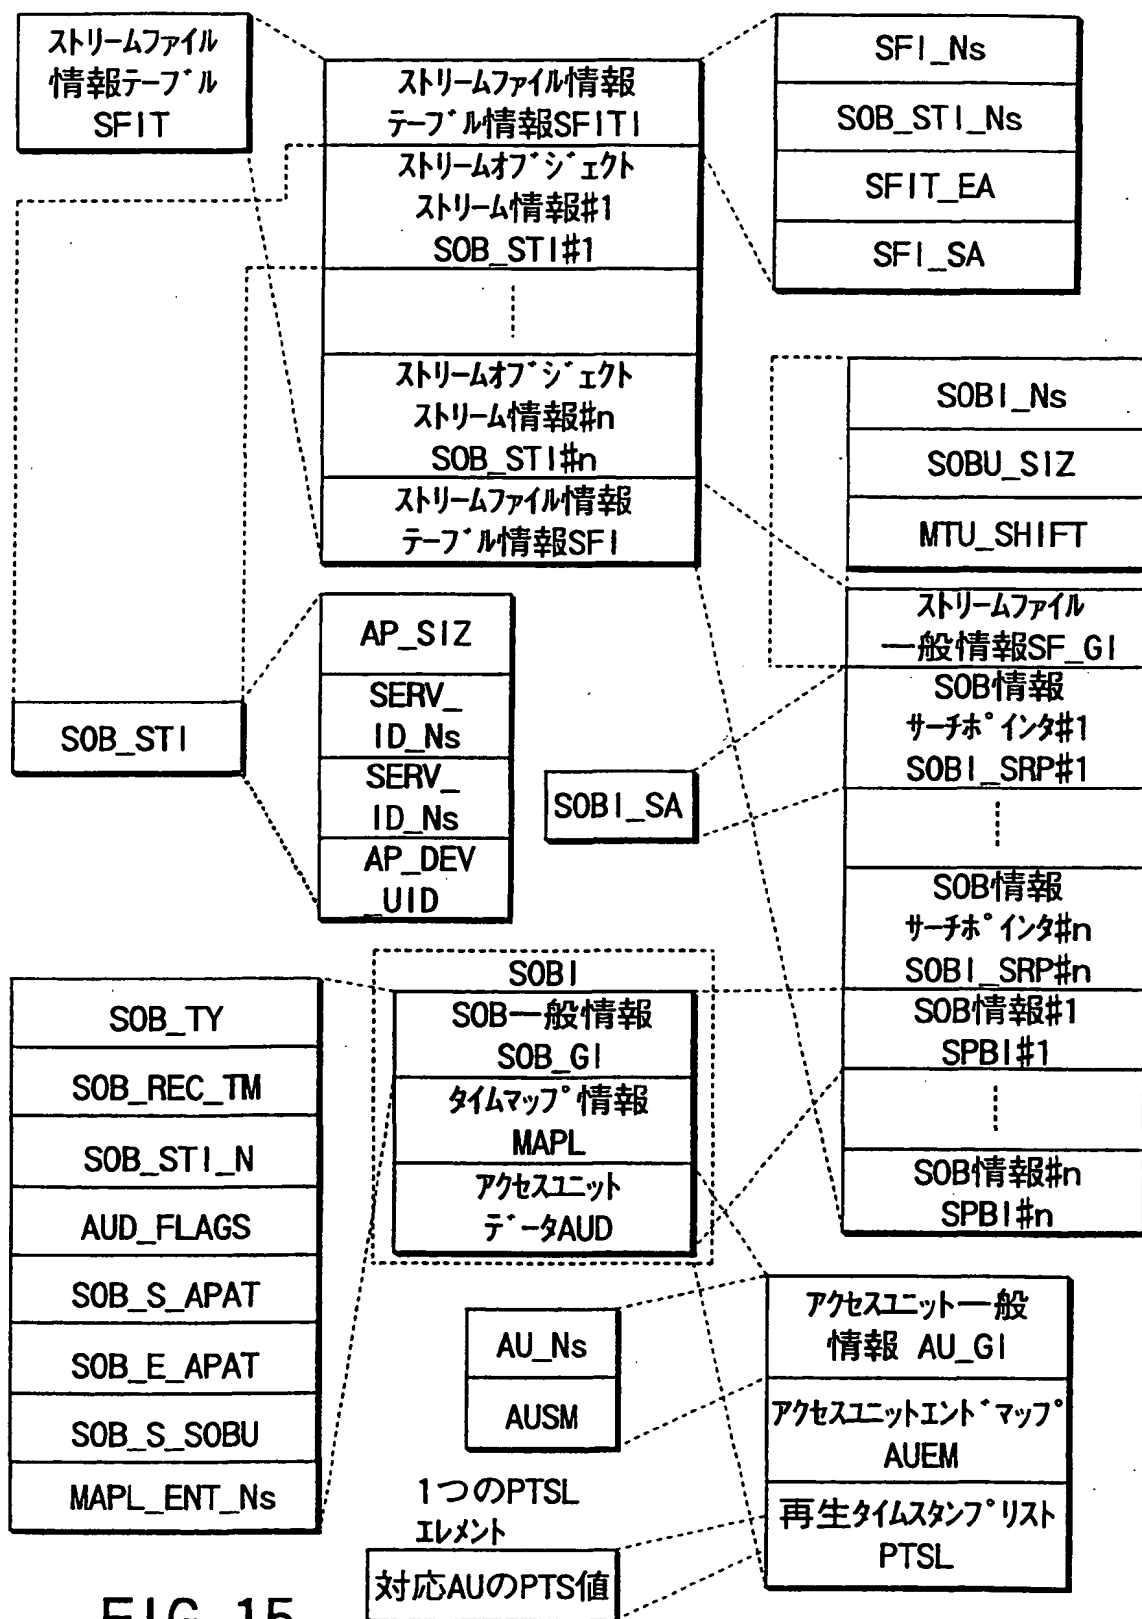 ストリームファイル
情報テーブル
SFIT
ストリームファイル情報
テーブル情報SFITI
ストリームオブジェクト
ストリーム情報#1
SOB_STI#1
ストリームオブジェクト
ストリーム情報#n
SOB_STI#n
ストリームファイル情報
テーブル情報SFI
SFI_Ns
SOB_STI_Ns
SFIT_EA
SFI_SA
SOBI_Ns
SOBU_SIZ
MTU_SHIFT
ストリームファイル
一般情報SF_GI
SOB情報
サーチポインタ#1
SOBI_SRP#1
SOB情報
サーチポインタ#n
SOBI_SRP#n
SOB情報#1
SPBI#1
SOB情報#n
SPBI#n
SOB_STI
AP_SIZ
SERV_
ID_Ns
SERV_
ID_Ns
AP_DEV
_UID
SOBI_SA
SOBI
SOB一般情報
SOB_GI
タイムマップ情報
MAPL
アクセスユニット
データAUD
SOB_TY
SOB_REC_TM
SOB_STI_N
AUD_FLAGS
SOB_S_APAT
SOB_E_APAT
SOB_S_SOBU
MAPL_ENT_Ns
AU_Ns
AUSM
アクセスユニット一般
情報 AU_GI
アクセスユニットエンドマップ
AUEM
再生タイムスタンプリスト
PTSL
1つのPTSL
エレメント
対応AUのPTS値
FIG. 15